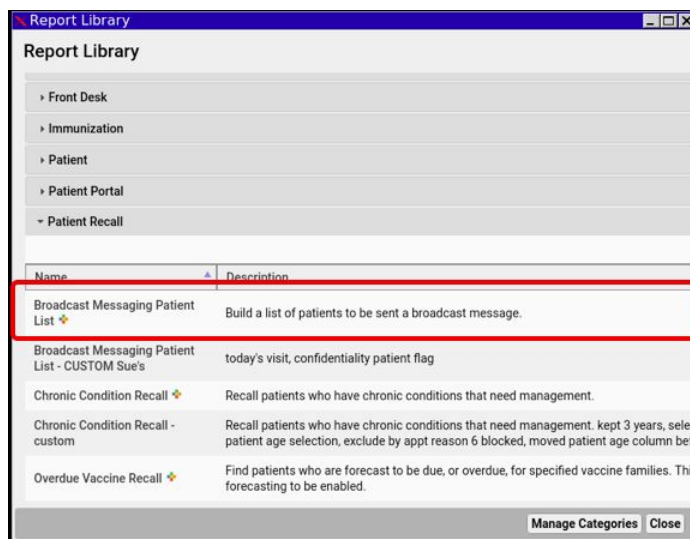 Report Library
Report Library
Front Desk
Immunization
Patient
Patient Portal
Patient Recall
Name Description
Broadcast Messaging Patient
List
Build a list of patients to be sent a broadcast message.
Broadcast Messaging Patient
List - CUSTOM Sue's
today's visit, confidentiality patient flag
Chronic Condition Recall
Recall patients who have chronic conditions that need management.
Chronic Condition Recall -
custom
Recall patients who have chronic conditions that need management. kept 3 years, sele
patient age selection, exclude by appt reason 6 blocked, moved patient age column be
Overdue Vaccine Recall
Find patients who are forecast to be due, or overdue, for specified vaccine families. Thi
forecasting to be enabled.
Manage Categories Close